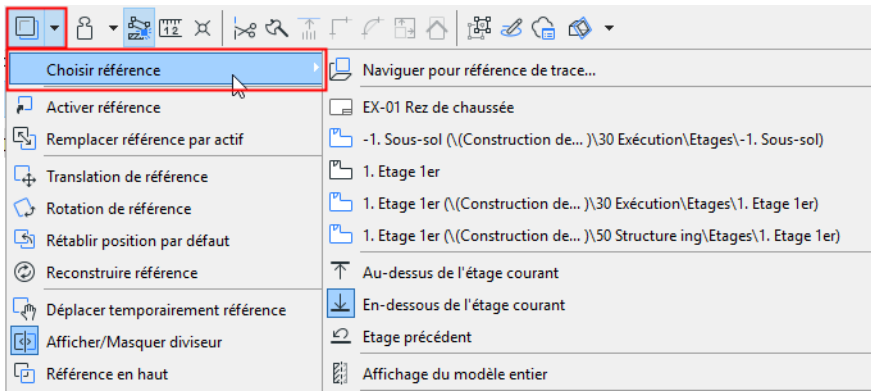 12
Choisir référence
Activer référence
Remplacer référence par actif
Translation de référence
Rotation de référence
Rétablir position par défaut
Reconstruire référence
Déplacer temporairement référence
Afficher/Masquer diviseur
Référence en haut
Naviguer pour référence de trace...
EX-01 Rez de chaussée
-1. Sous-sol (\(Construction de... )\30 Exécution\Etages\-1. Sous-sol)
1. Etage 1er
1. Etage 1er (\(Construction de... )\30 Exécution\Etages\1. Etage 1er)
1. Etage 1er (\(Construction de... )\50 Structure ing\Etages\1. Etage 1er)
Au-dessus de l'étage courant
En-dessous de l'étage courant
Etage précédent
Affichage du modèle entier